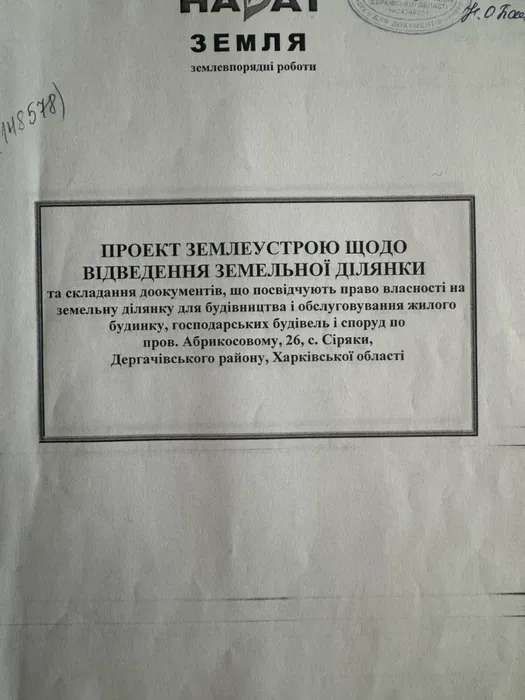 ЗЕМЛЯ
землевпорядні роботи
148578)
ПРОЕКТ ЗЕМЛЕУСТРОЮ ЩОДО
ВІДВЕДЕННЯ ЗЕМЕЛЬНОЇ ДІЛЯНКИ
та складання доокументів, що посвідчують право власності на
земельну ділянку для будівництва і обслуговування жилого
будинку, господарських будівель і споруд по
пров. Абрикосовому, 26, с. Сіряки,
Дергачівського району, Харківської області